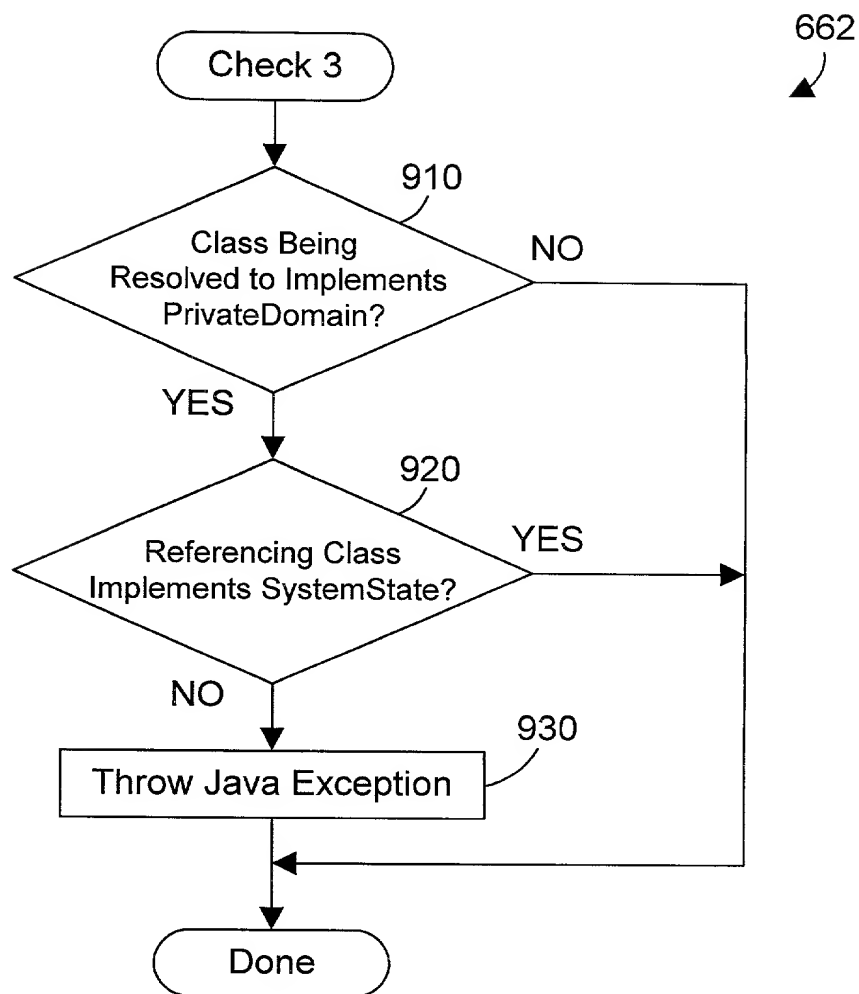 662
Check 3
910
Class Being
Resolved to Implements
PrivateDomain?
NO
YES
920
Referencing Class
Implements SystemState?
YES
NO
930
Throw Java Exception
Done